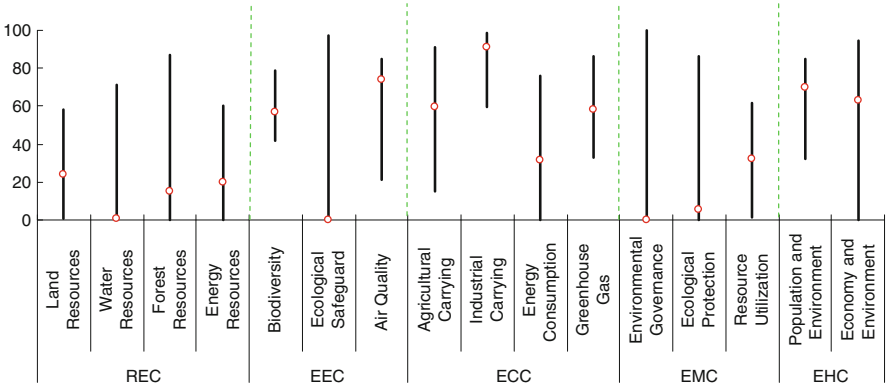 100
80
60
40
20
0
Land
Resources
Water
Resources
Forest
Resources
Energy
Resources
Biodiversity
Ecological
Safeguard
Air Quality
Agricultural
Carrying
Industrial
Carrying
Energy
Consumption
Greenhouse
Gas
Environmental
Governance
Ecological
Protection
Resource
Utilization
Population and
Environment
Economy and
Environment
REC
EEC
ECC
EMC
EHC